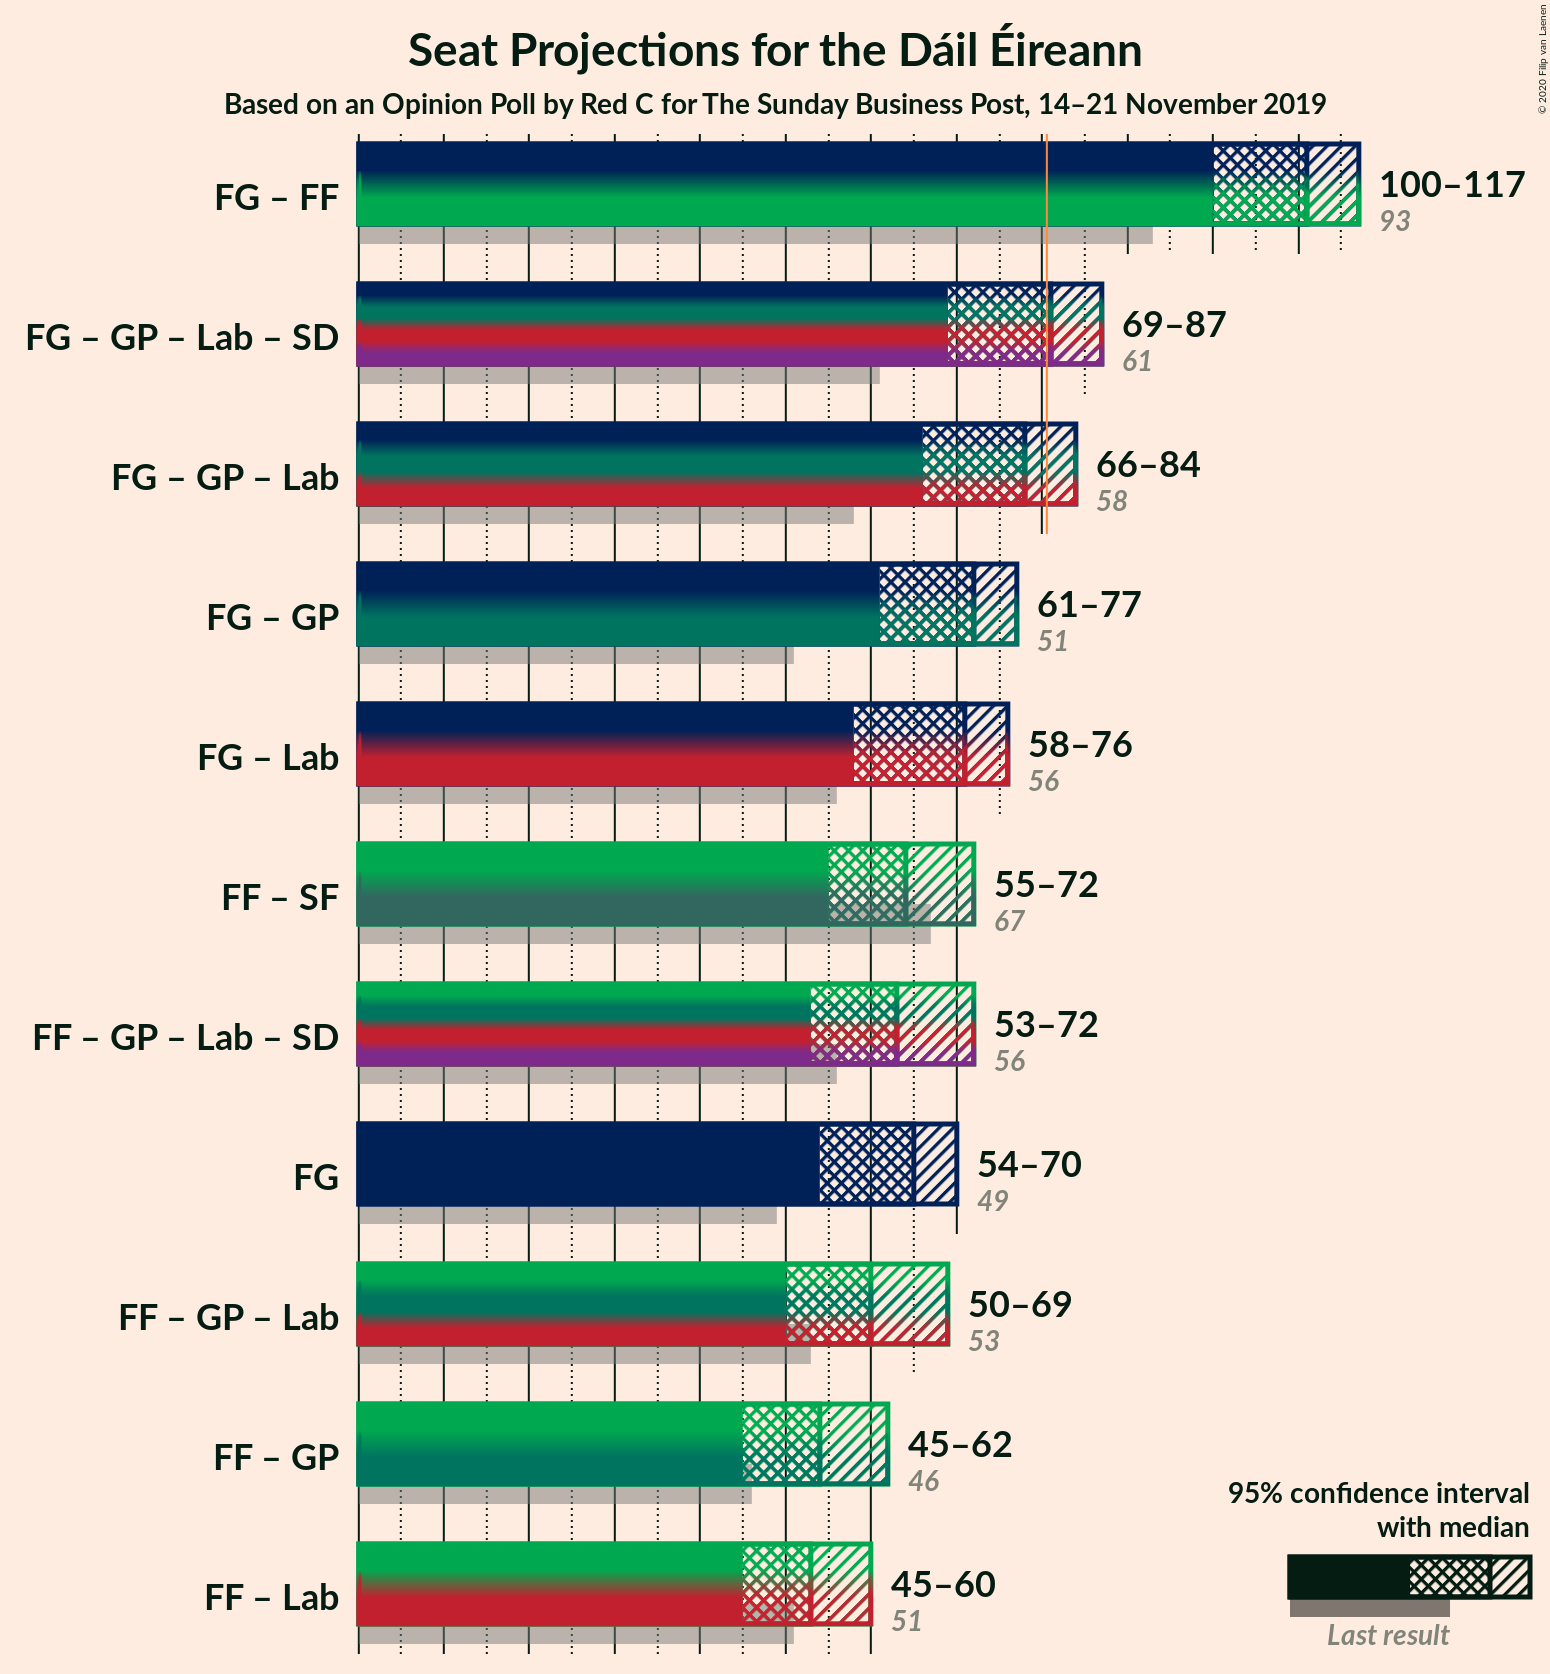 Seat Projections for the Dáil Éireann
Based on an Opinion Poll by Red C for The Sunday Business Post, 14–21 November 2019
© 2020 Filip van Laenen
FG – FF
100–117
93
FG – GP – Lab – SD
69–87
61
FG – GP – Lab
66–84
58
FG – GP
61–77
51
FG – Lab
58–76
56
FF – SF
55–72
67
FF – GP – Lab – SD
53–72
56
FG
54–70
49
FF – GP – Lab
50–69
53
FF – GP
45–62
46
FF – Lab
45–60
51
95% confidence interval
with median
Last result